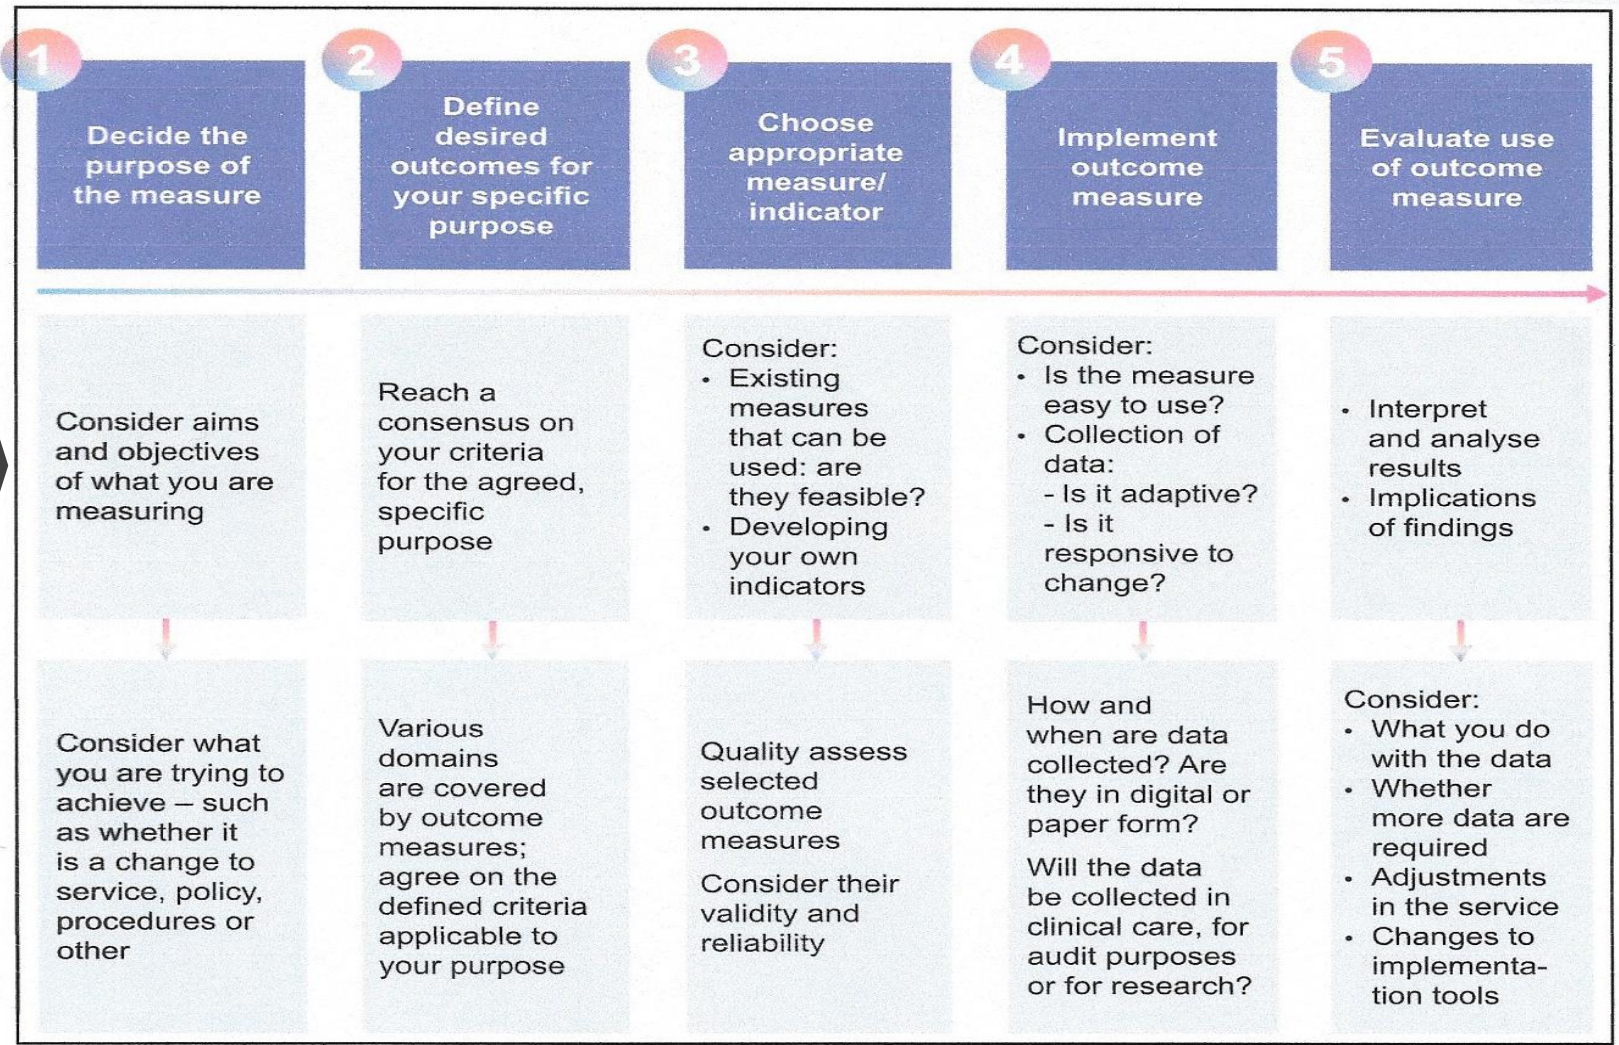 1
Decide the
purpose of
the measure
2
Define
desired
outcomes for
your specific
purpose
3
Choose
appropriate
measure/
indicator
4
Implement
outcome
measure
5
Evaluate use
of outcome
measure
Consider aims
and objectives
of what you are
measuring
Reach a
consensus on
your criteria
for the agreed,
specific
purpose
Consider:
• Existing
measures
that can be
used: are
they feasible?
• Developing
your own
indicators
Consider:
• Is the measure
easy to use?
• Collection of
data:
- Is it adaptive?
- Is it
responsive to
change?
• Interpret
and analyse
results
• Implications
of findings
Consider what
you are trying to
achieve – such
as whether it
is a change to
service, policy,
procedures or
other
Various
domains
are covered
by outcome
measures;
agree on the
defined criteria
applicable to
your purpose
Quality assess
selected
outcome
measures
Consider their
validity and
reliability
How and
when are data
collected? Are
they in digital or
paper form?
Will the data
be collected in
clinical care, for
audit purposes
or for research?
Consider:
• What you do
with the data
• Whether
more data are
required
• Adjustments
in the service
• Changes to
implementa-
tion tools